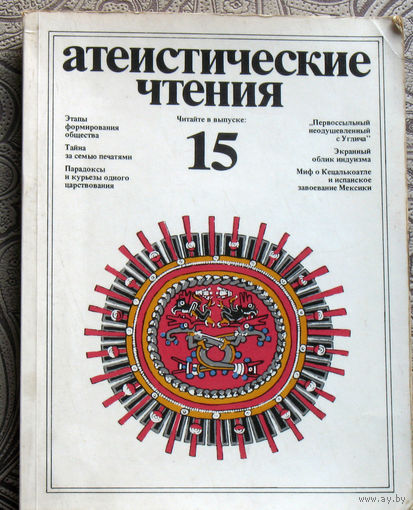 атеистические
чтения
Читайте в выпуске:
15
Этапы
формирования
общества
Тайна
за семью печатями
Парадоксы
и курьезы одного
царствования
„Первоссыльный
неодушевленный
с Углича"
Экранный
облик индуизма
Миф о Кецалькоатле
и испанское
завоевание Мексики
www.ay.by